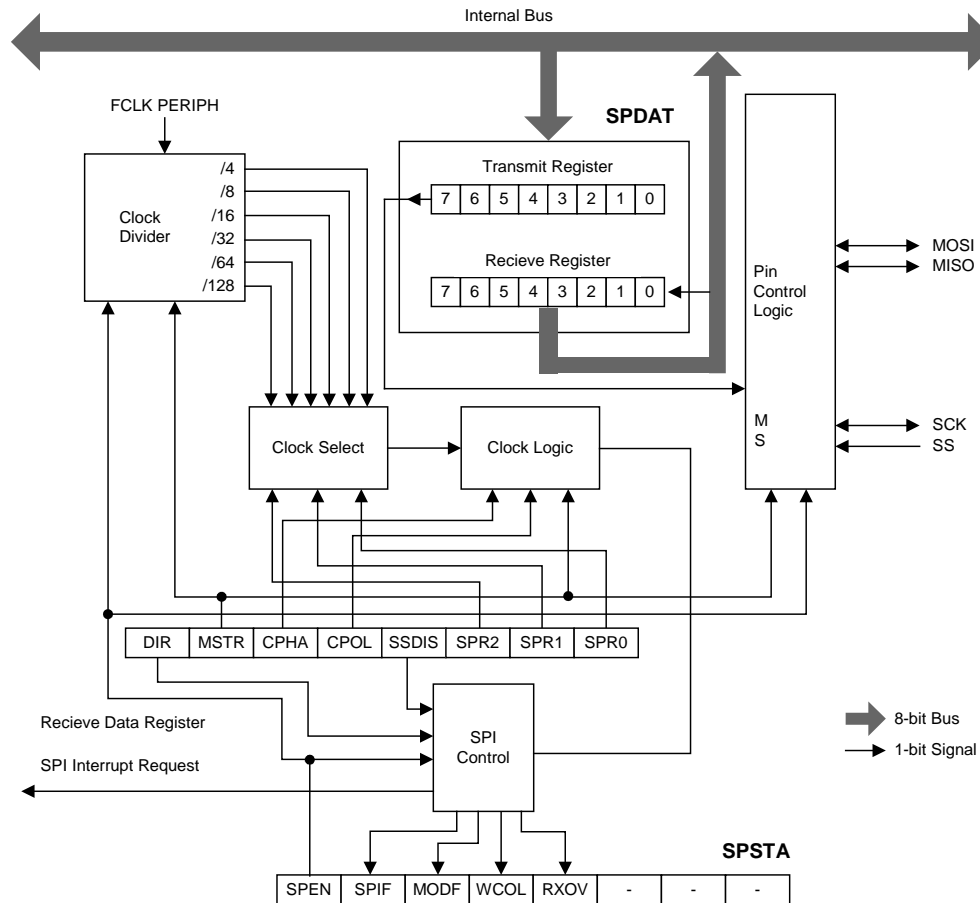 Internal Bus
FCLK PERIPH
SPDAT
Clock
Divider
/4
/8
/16
/32
/64
/128
Transmit Register
7 6 5 4 3 2 1 0
Recieve Register
7 6 5 4 3 2 1 0
Pin
Control
Logic
M
S
MOSI
MISO
SCK
SS
Clock Select
Clock Logic
DIR MSTR CPHA CPOL SSDIS SPR2 SPR1 SPR0
Recieve Data Register
SPI Interrupt Request
SPI
Control
8-bit Bus
1-bit Signal
SPSTA
SPEN SPIF MODF WCOL RXOV - - -